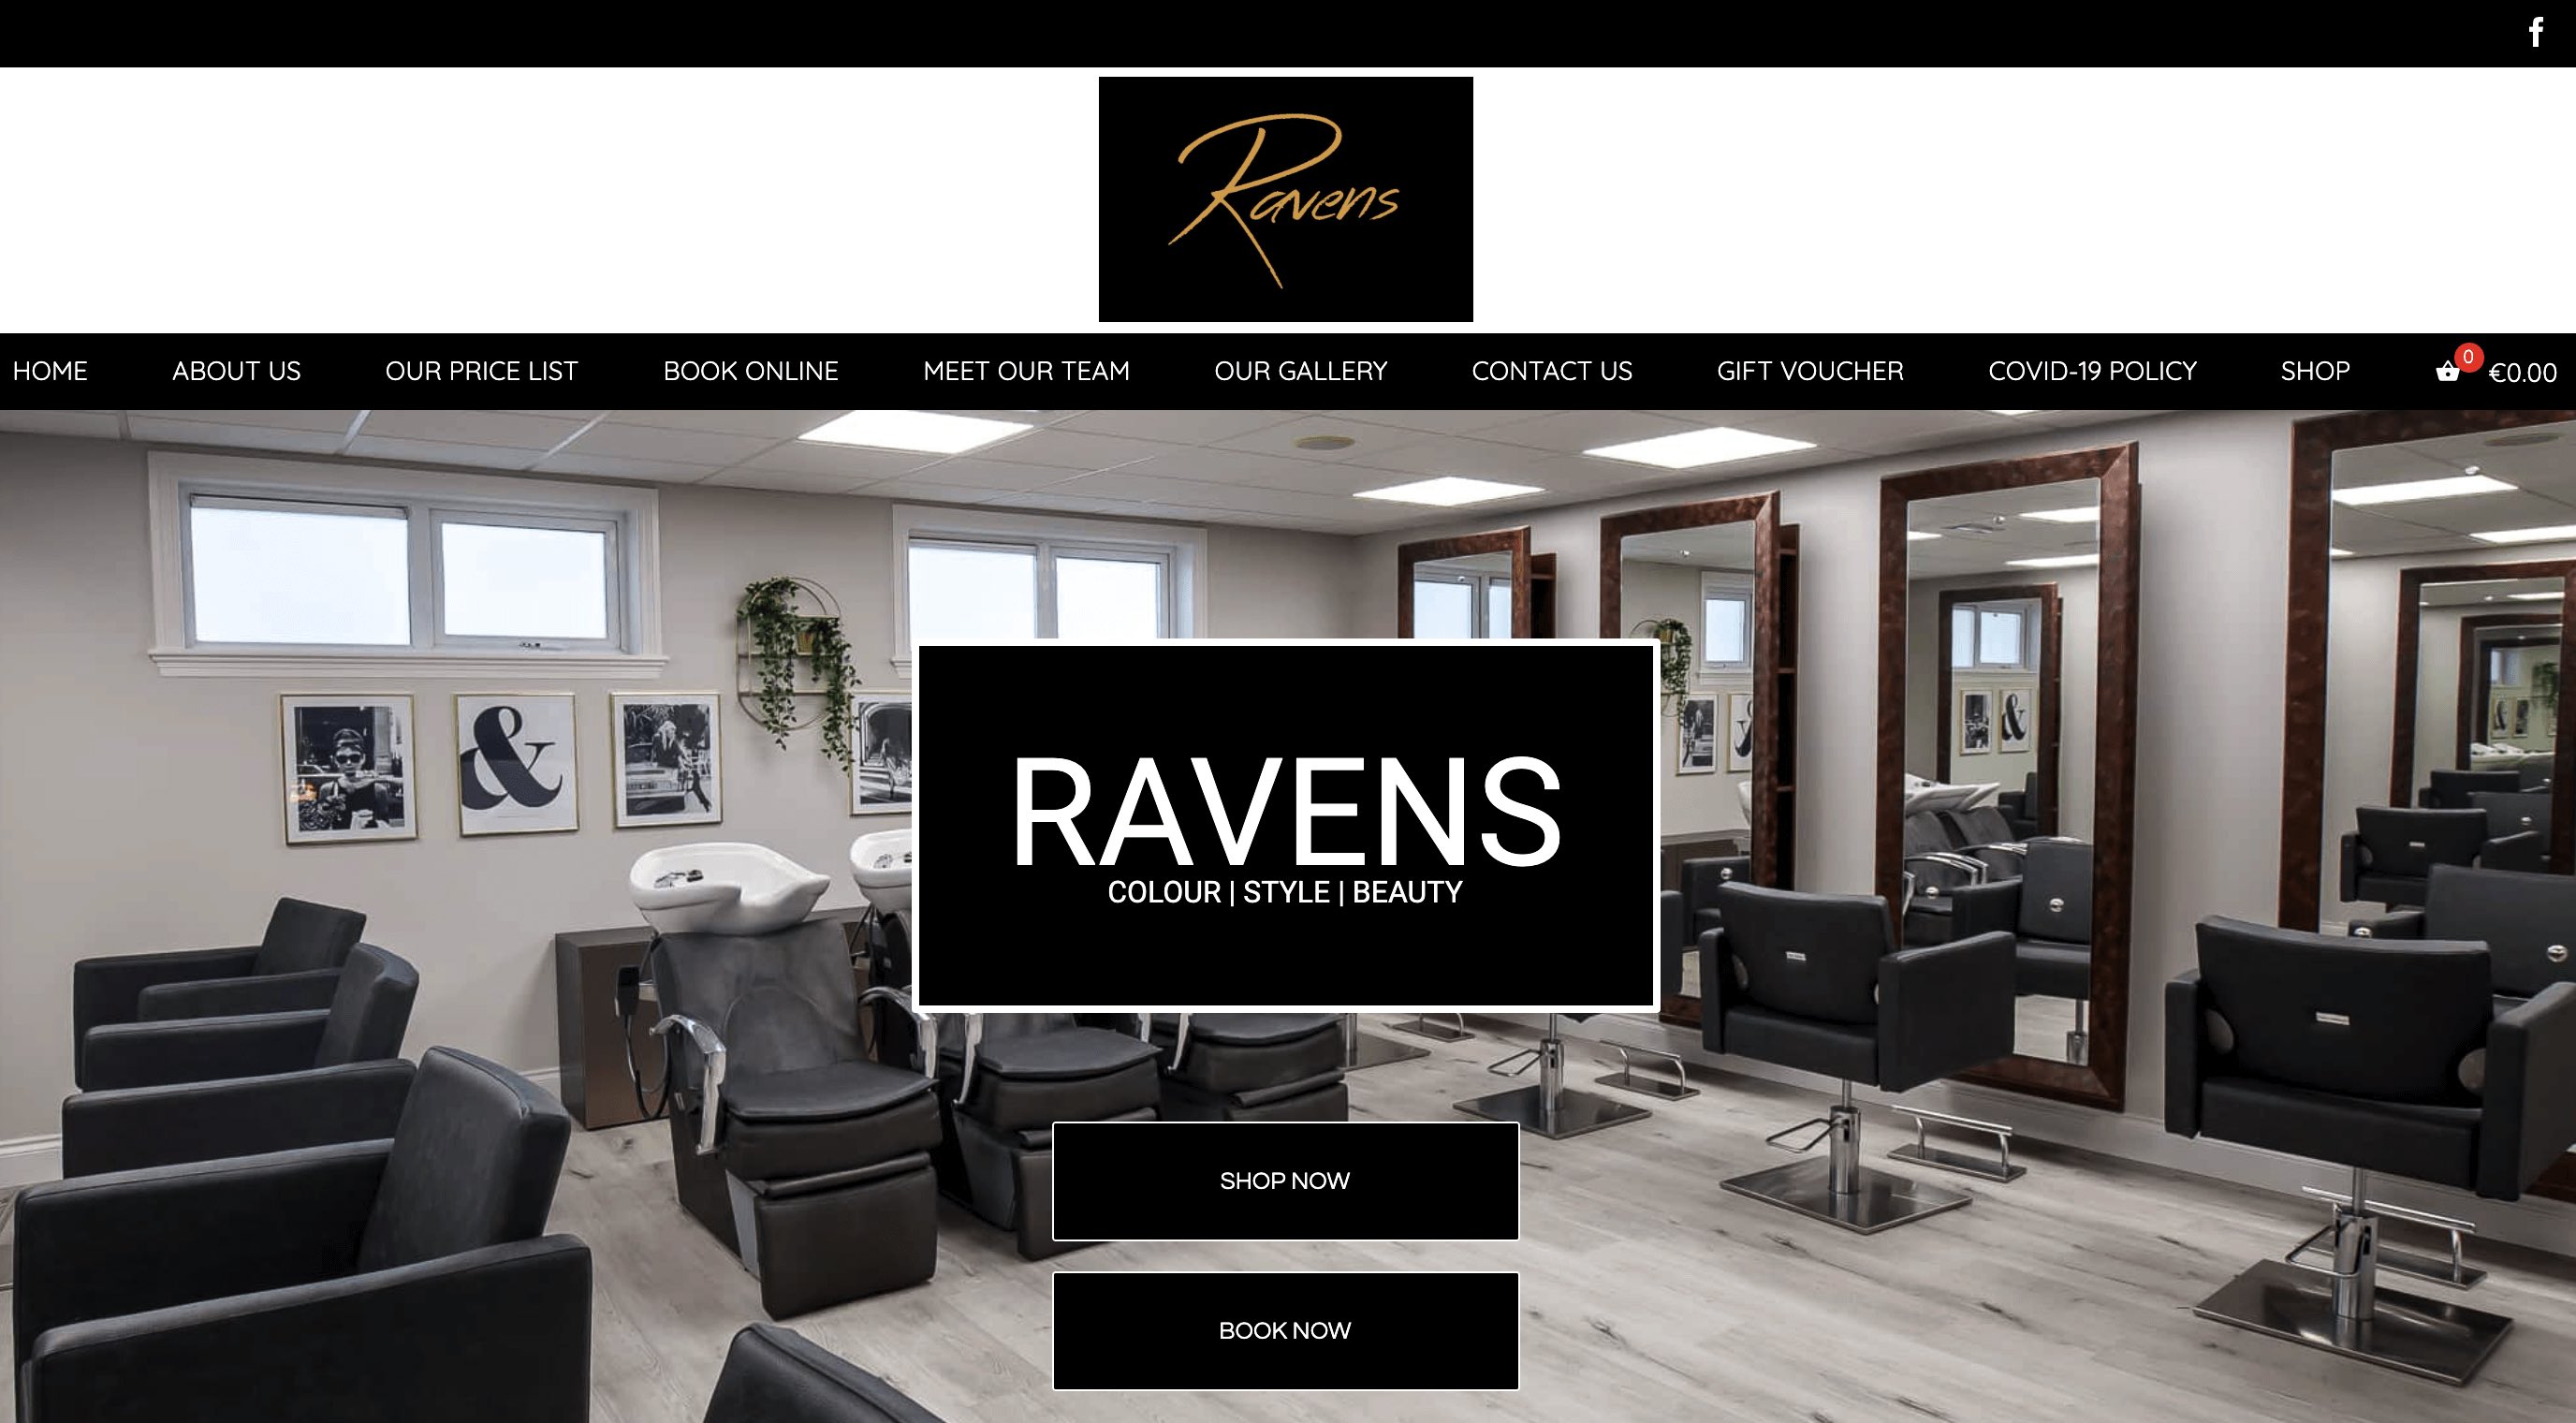 Ravens
HOME ABOUT US OUR PRICE LIST BOOK ONLINE MEET OUR TEAM OUR GALLERY CONTACT US GIFT VOUCHER COVID-19 POLICY SHOP 0 €0.00
&
RAVENS
COLOUR | STYLE | BEAUTY
SHOP NOW
BOOK NOW